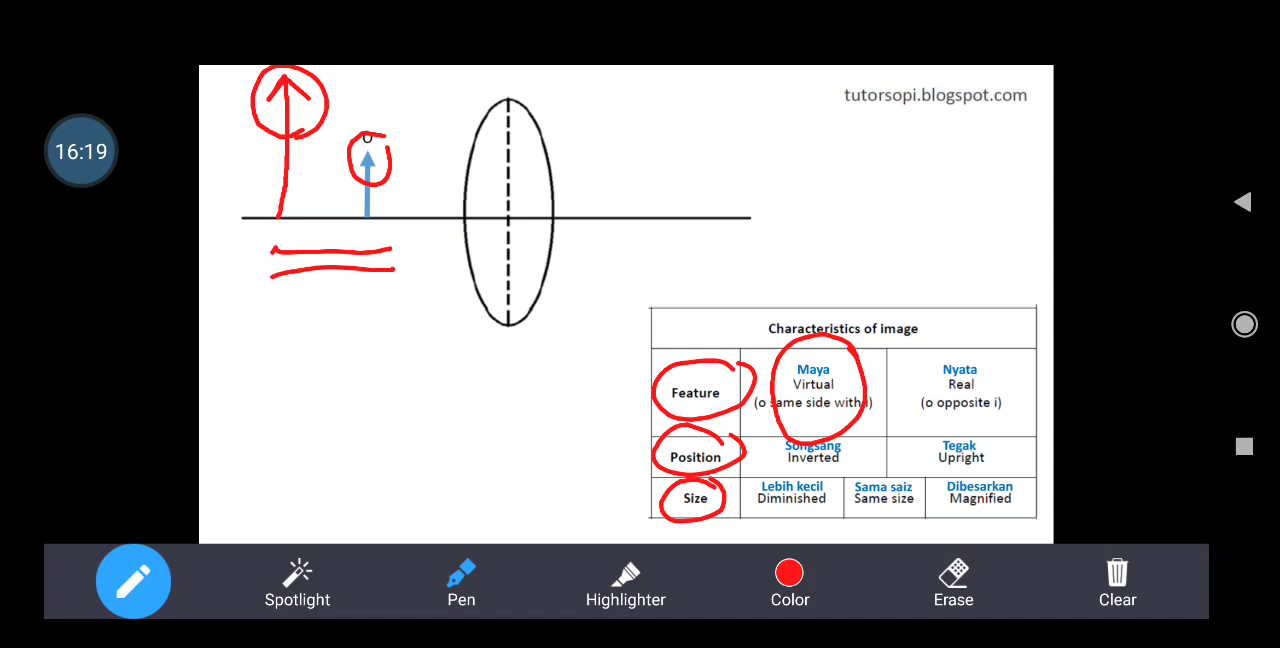 tutorsopi.blogspot.com
16:19
o
Characteristics of image
Feature
Maya
Virtual
(o same side with i)
Nyata
Real
(o opposite i)
Position
Songsang
Inverted
Tegak
Upright
Size
Lebih kecil
Diminished
Sama saiz
Same size
Dibesarkan
Magnified
Spotlight
Pen
Highlighter
Color
Erase
Clear